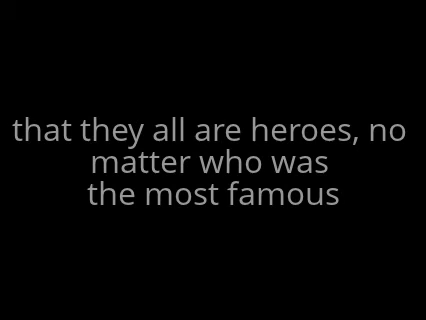 that they all are heroes, no
matter who was
the most famous